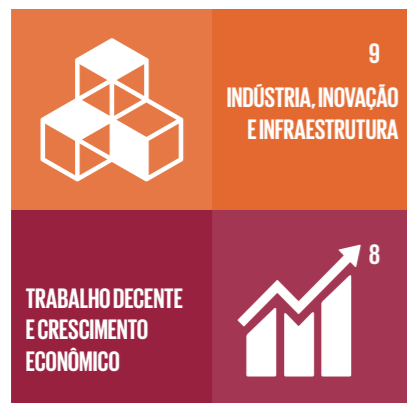 9
INDÚSTRIA, INOVAÇÃO
E INFRAESTRUTURA
8
TRABALHO DECENTE
E CRESCIMENTO
ECONÔMICO